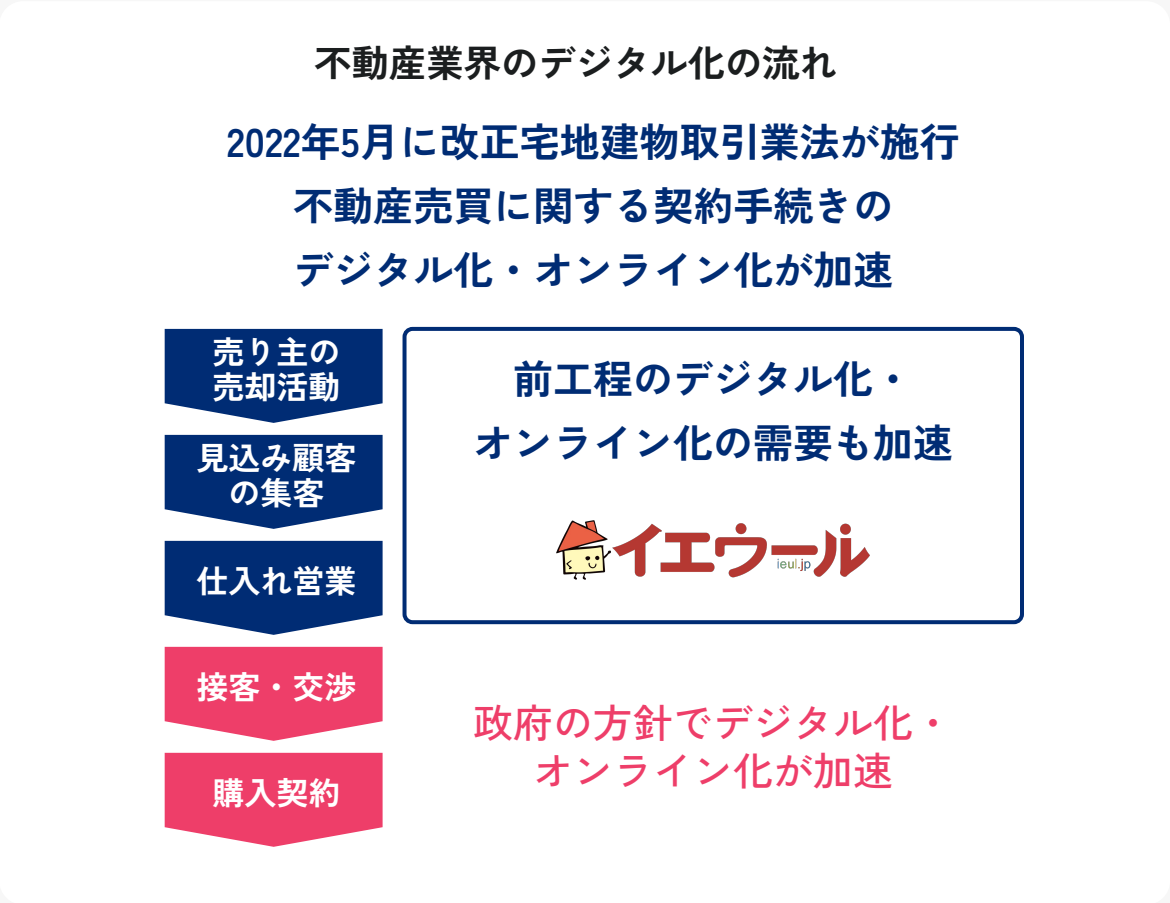 不動産業界のデジタル化の流れ
2022年5月に改正宅地建物取引業法が施行
不動産売買に関する契約手続きの
デジタル化・オンライン化が加速
売り主の
売却活動
見込み顧客
の集客
仕入れ営業
接客・交渉
購入契約
前工程のデジタル化・
オンライン化の需要も加速
イエウール
ieul.jp
政府の方針でデジタル化・
オンライン化が加速